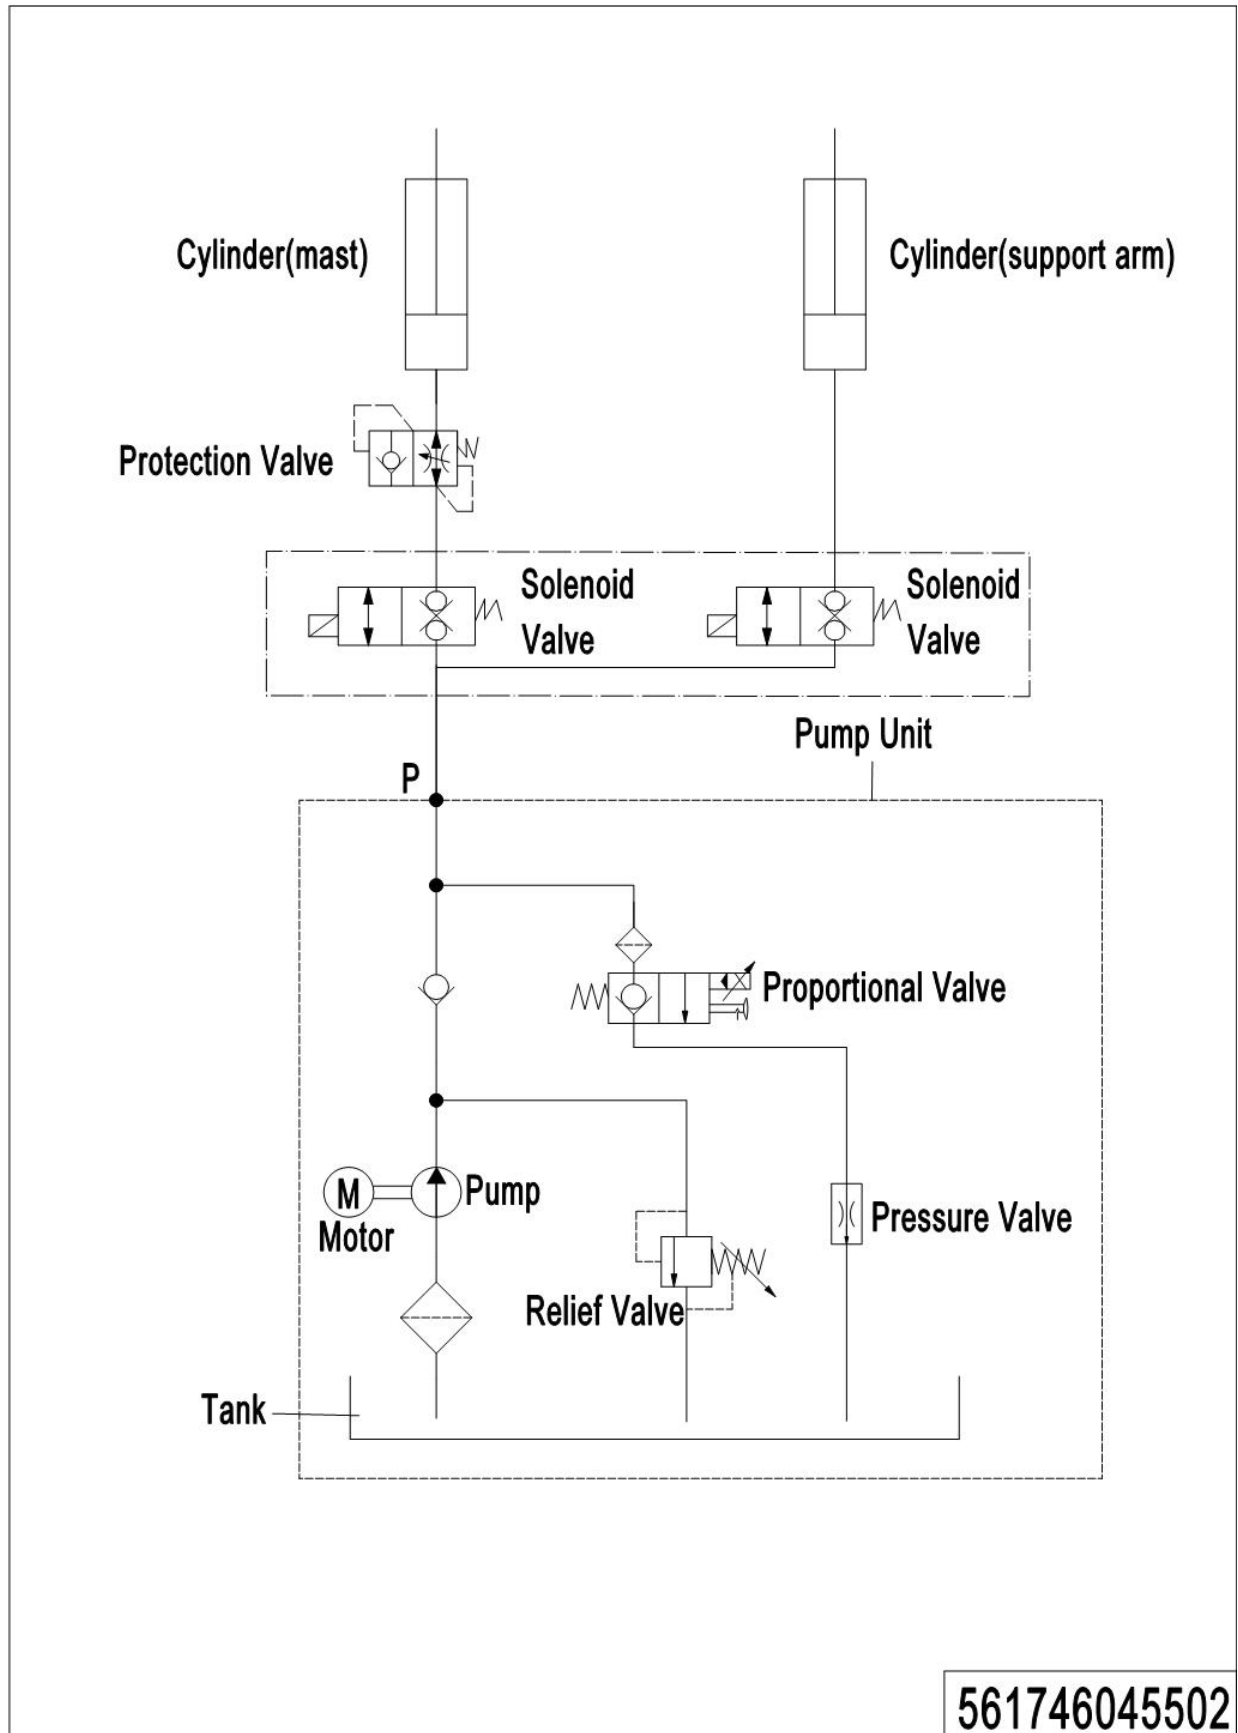 Cylinder(mast)
Cylinder(support arm)
Protection Valve
Solenoid
Valve
Solenoid
Valve
Pump Unit
P
Proportional Valve
M
Pump
Motor
Pressure Valve
Relief Valve
Tank
561746045502